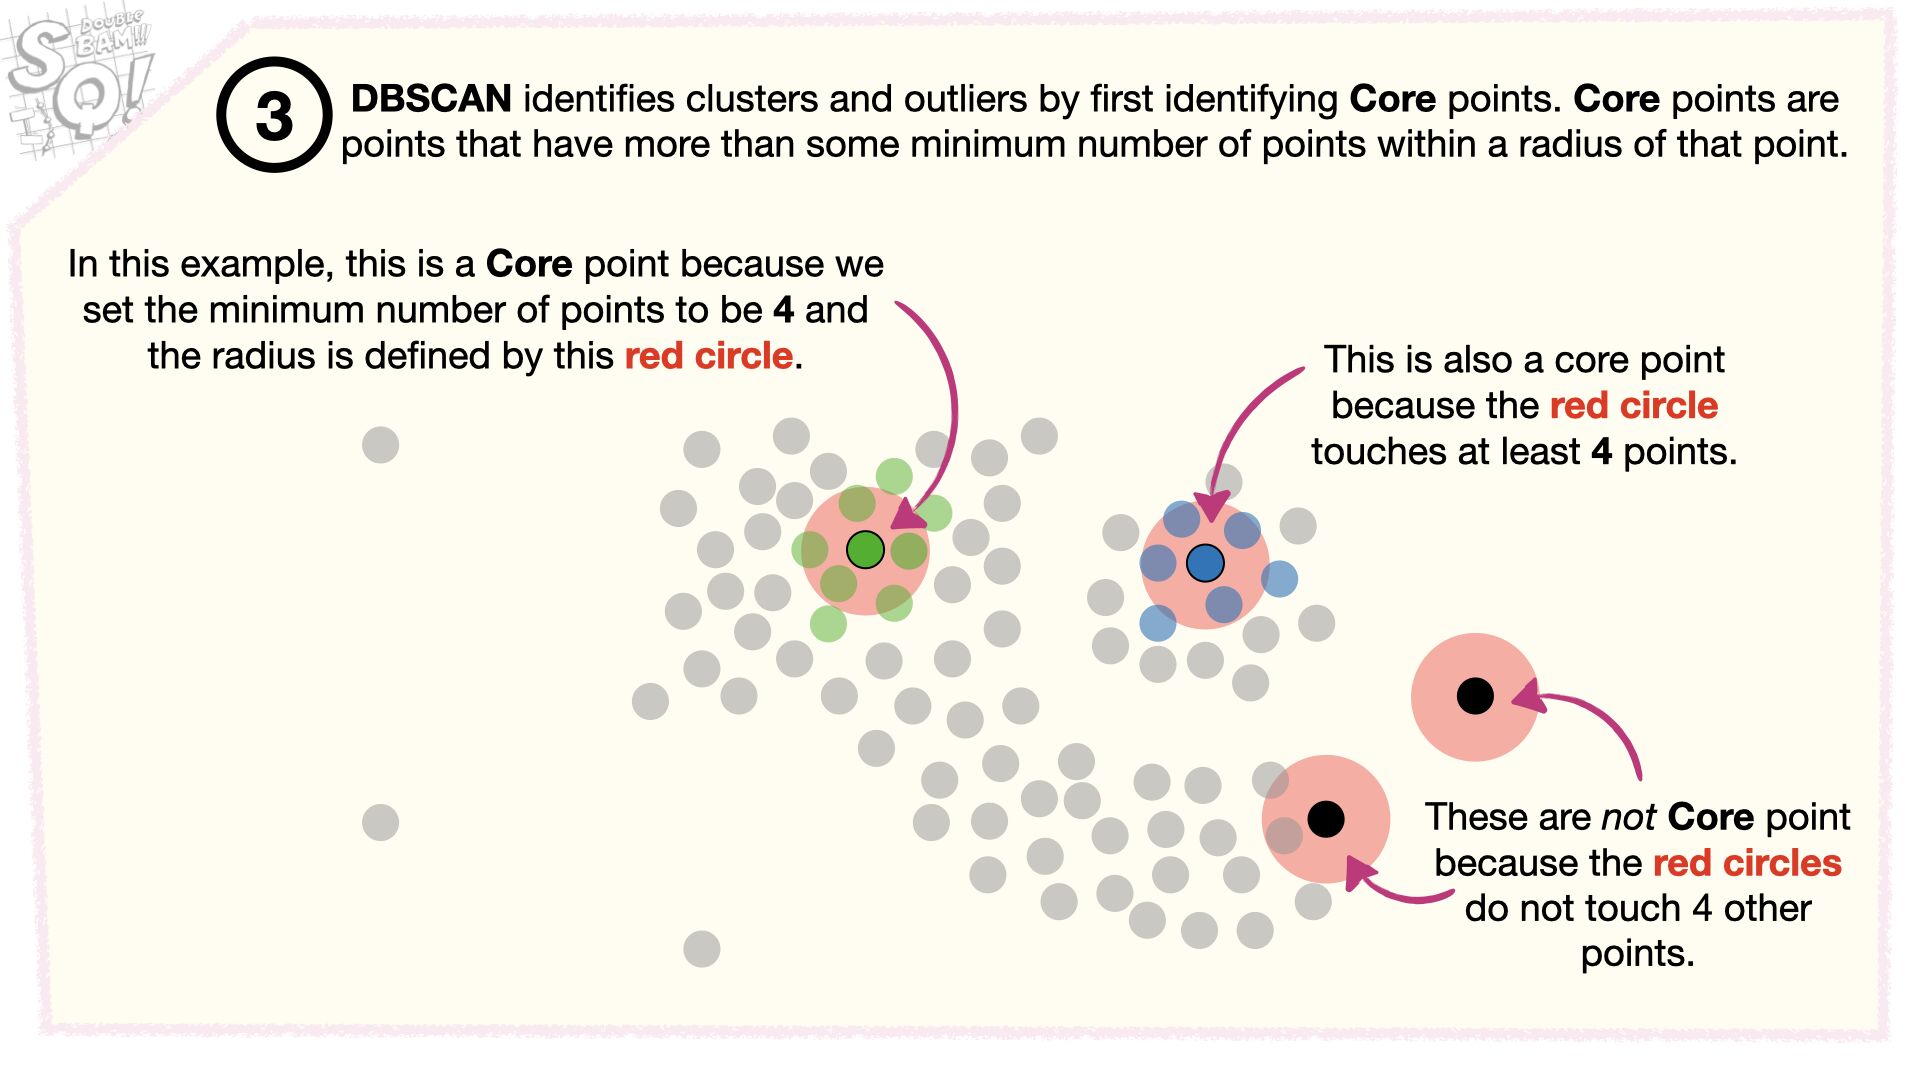 DOUBLE
BAM!!!
SQ!
3
DBSCAN identifies clusters and outliers by first identifying Core points. Core points are
points that have more than some minimum number of points within a radius of that point.
In this example, this is a Core point because we
set the minimum number of points to be 4 and
the radius is defined by this red circle.
This is also a core point
because the red circle
touches at least 4 points.
These are not Core point
because the red circles
do not touch 4 other
points.